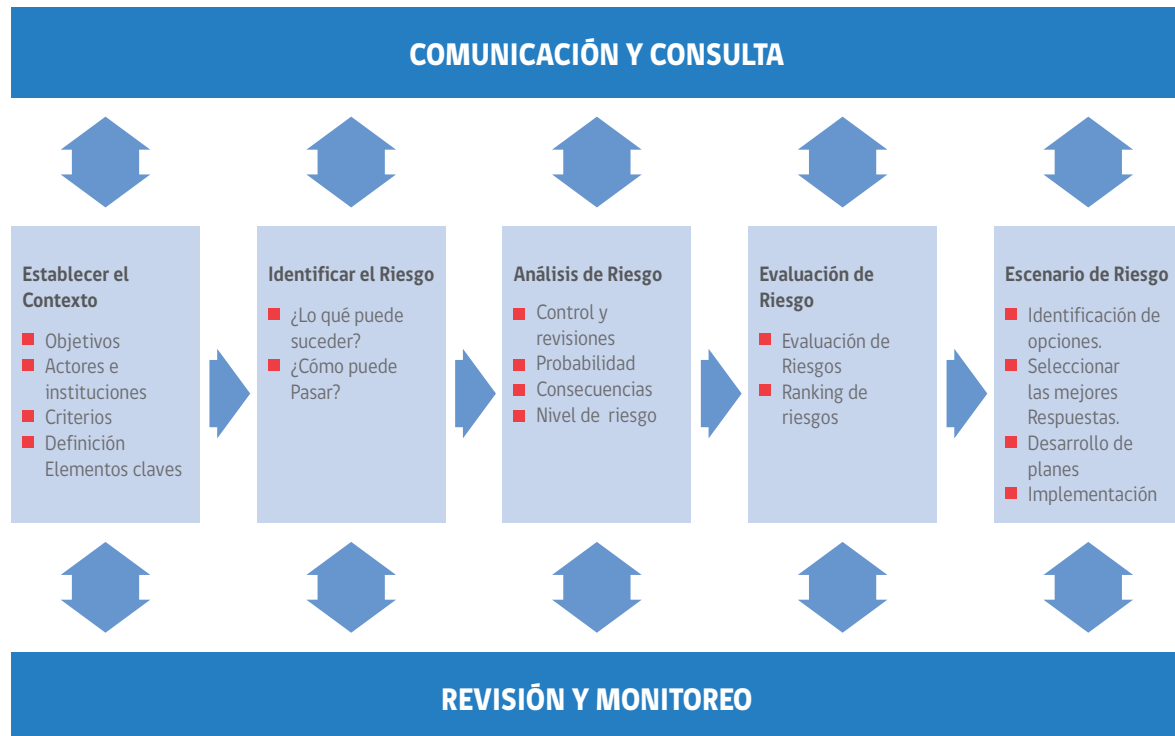 COMUNICACIÓN Y CONSULTA
Establecer el
Contexto
Objetivos
Actores e
instituciones
Criterios
Definición
Elementos claves
Identificar el Riesgo
¿Lo qué puede
suceder?
¿Cómo puede
Pasar?
Análisis de Riesgo
Control y
revisiones
Probabilidad
Consecuencias
Nivel de riesgo
Evaluación de
Riesgo
Evaluación de
Riesgos
Ranking de
riesgos
Escenario de Riesgo
Identificación de
opciones.
Seleccionar
las mejores
Respuestas.
Desarrollo de
planes
Implementación
REVISIÓN Y MONITOREO